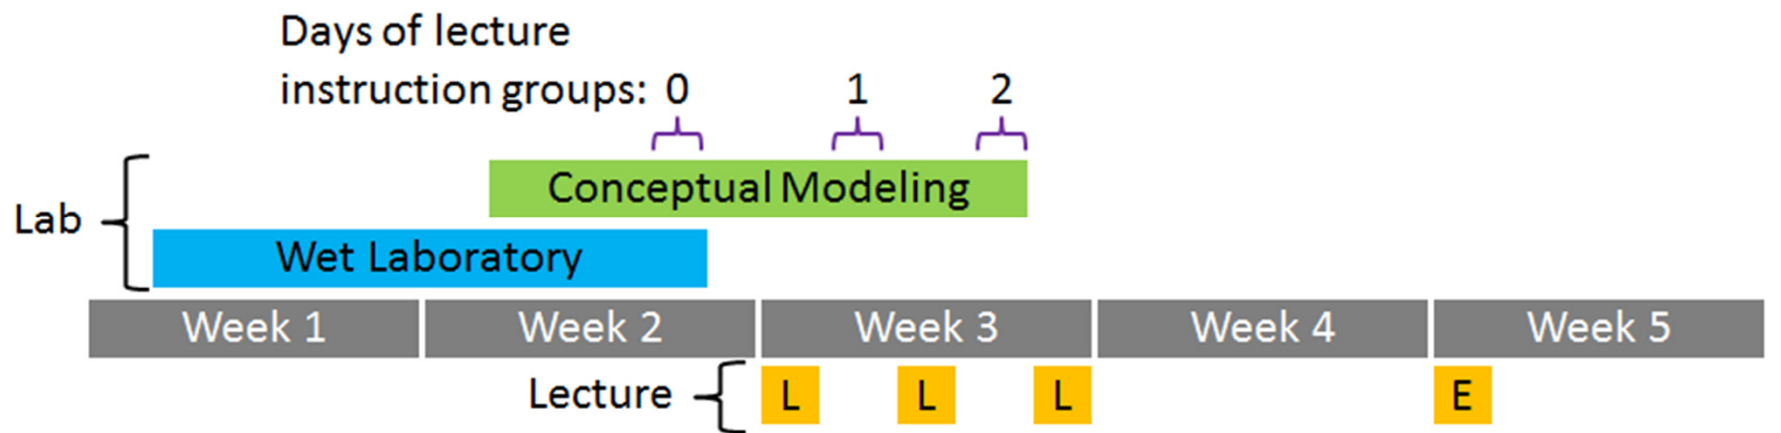 Days of lecture
instruction groups: 0 1 2
Conceptual Modeling
Lab
Wet Laboratory
Week 1 Week 2 Week 3 Week 4 Week 5
Lecture L L L E